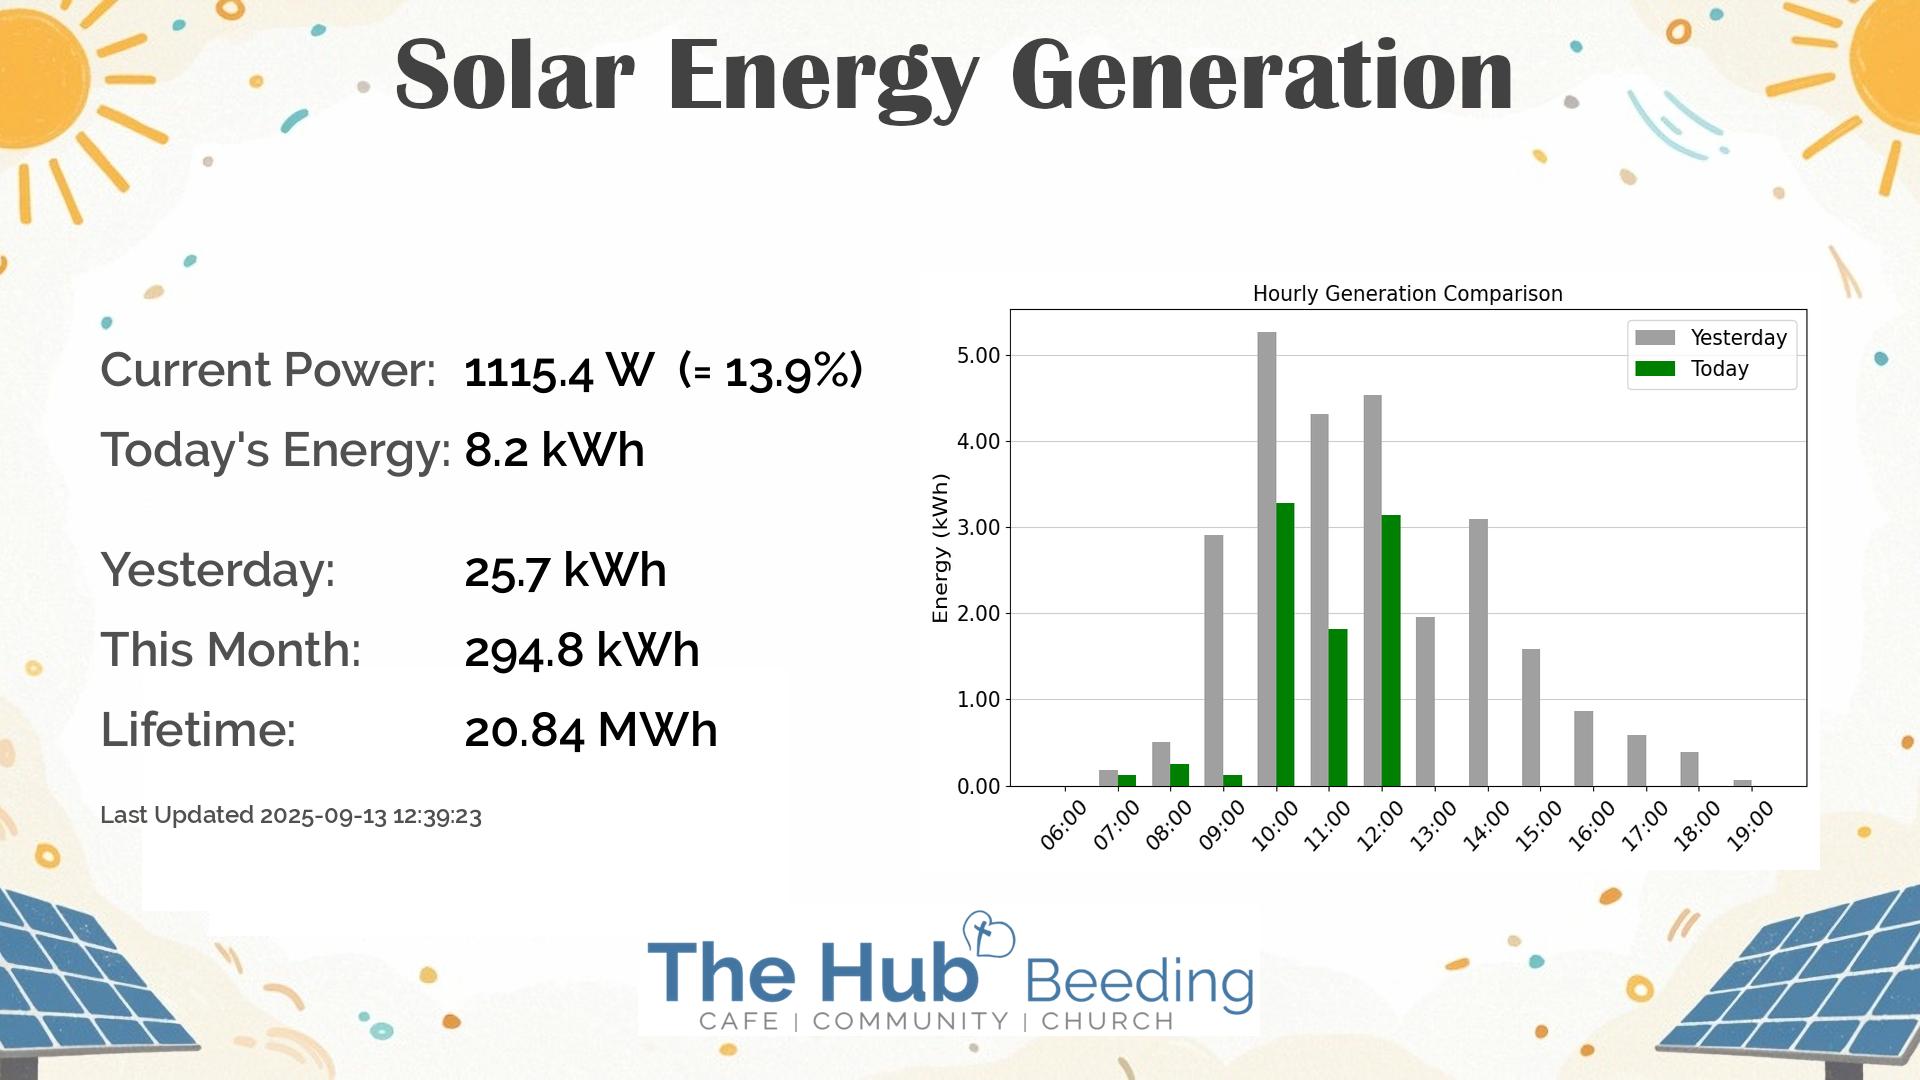 Solar Energy Generation
Current Power: 1115.4 W (= 13.9%)
Today's Energy: 8.2 kWh
Yesterday: 25.7 kWh
This Month: 294.8 kWh
Lifetime: 20.84 MWh
Last Updated 2025-09-13 12:39:23
Hourly Generation Comparison
Yesterday
Today
Energy (kWh)
5.00
4.00
3.00
2.00
1.00
0.00
06:00 07:00 08:00 09:00 10:00 11:00 12:00 13:00 14:00 15:00 16:00 17:00 18:00 19:00
The Hub Beeding
CAFE | COMMUNITY | CHURCH